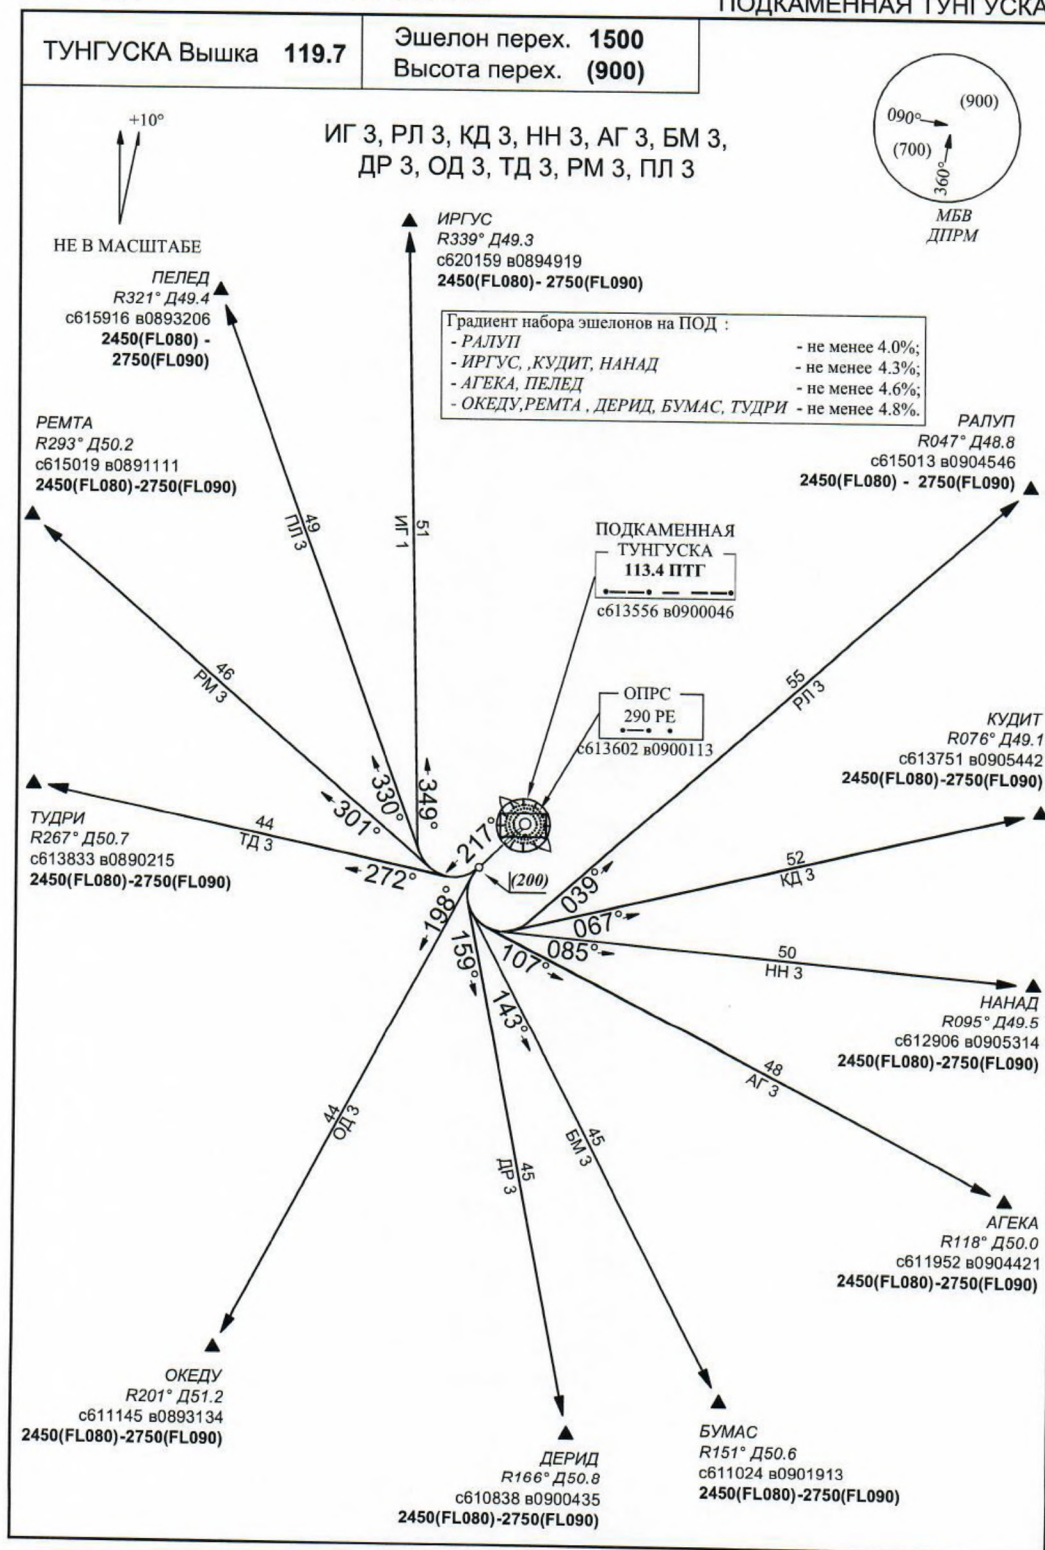 ПОДКАМЕННАЯ ТУНГУСКА
ТУНГУСКА Вышка 119.7
Эшелон перех. 1500
Высота перех. (900)
+10°
НЕ В МАСШТАБЕ
ИГ 3, РЛ 3, КД 3, НН 3, АГ 3, БМ 3,
ДР 3, ОД 3, ТД 3, РМ 3, ПЛ 3
090°
(900)
(700)
360°
МБВ
ДПРМ
ИРГУС
R339° Д49.3
с620159 в0894919
2450(FL080)- 2750(FL090)
ПЕЛЕД
R321° Д49.4
с615916 в0893206
2450(FL080) -
2750(FL090)
Градиент набора эшелонов на ПОД :
- РАЛУП - не менее 4.0%;
- ИРГУС, ,КУДИТ, НАНАД - не менее 4.3%;
- АГЕКА, ПЕЛЕД - не менее 4.6%;
- ОКЕДУ,РЕМТА , ДЕРИД, БУМАС, ТУДРИ - не менее 4.8%.
РЕМТА
R293° Д50.2
с615019 в0891111
2450(FL080)-2750(FL090)
РАЛУП
R047° Д48.8
с615013 в0904546
2450(FL080) - 2750(FL090)
49
ПЛ 3
51
ИГ 1
ПОДКАМЕННАЯ
ТУНГУСКА
113.4 ПТГ
с613556 в0900046
46
РМ 3
55
РЛ 3
ОПРС
290 РЕ
с613602 в0900113
КУДИТ
R076° Д49.1
с613751 в0905442
2450(FL080)-2750(FL090)
ТУДРИ
R267° Д50.7
с613833 в0890215
2450(FL080)-2750(FL090)
44
ТД 3
301°
330°
349°
217°
272°
198°
(200)
039°
067°
085°
107°
159°
143°
52
КД 3
50
НН 3
НАНАД
R095° Д49.5
с612906 в0905314
2450(FL080)-2750(FL090)
48
АГ 3
44
ОД 3
45
ДР 3
45
БМ 3
АГЕКА
R118° Д50.0
с611952 в0904421
2450(FL080)-2750(FL090)
ОКЕДУ
R201° Д51.2
с611145 в0893134
2450(FL080)-2750(FL090)
ДЕРИД
R166° Д50.8
с610838 в0900435
2450(FL080)-2750(FL090)
БУМАС
R151° Д50.6
с611024 в0901913
2450(FL080)-2750(FL090)